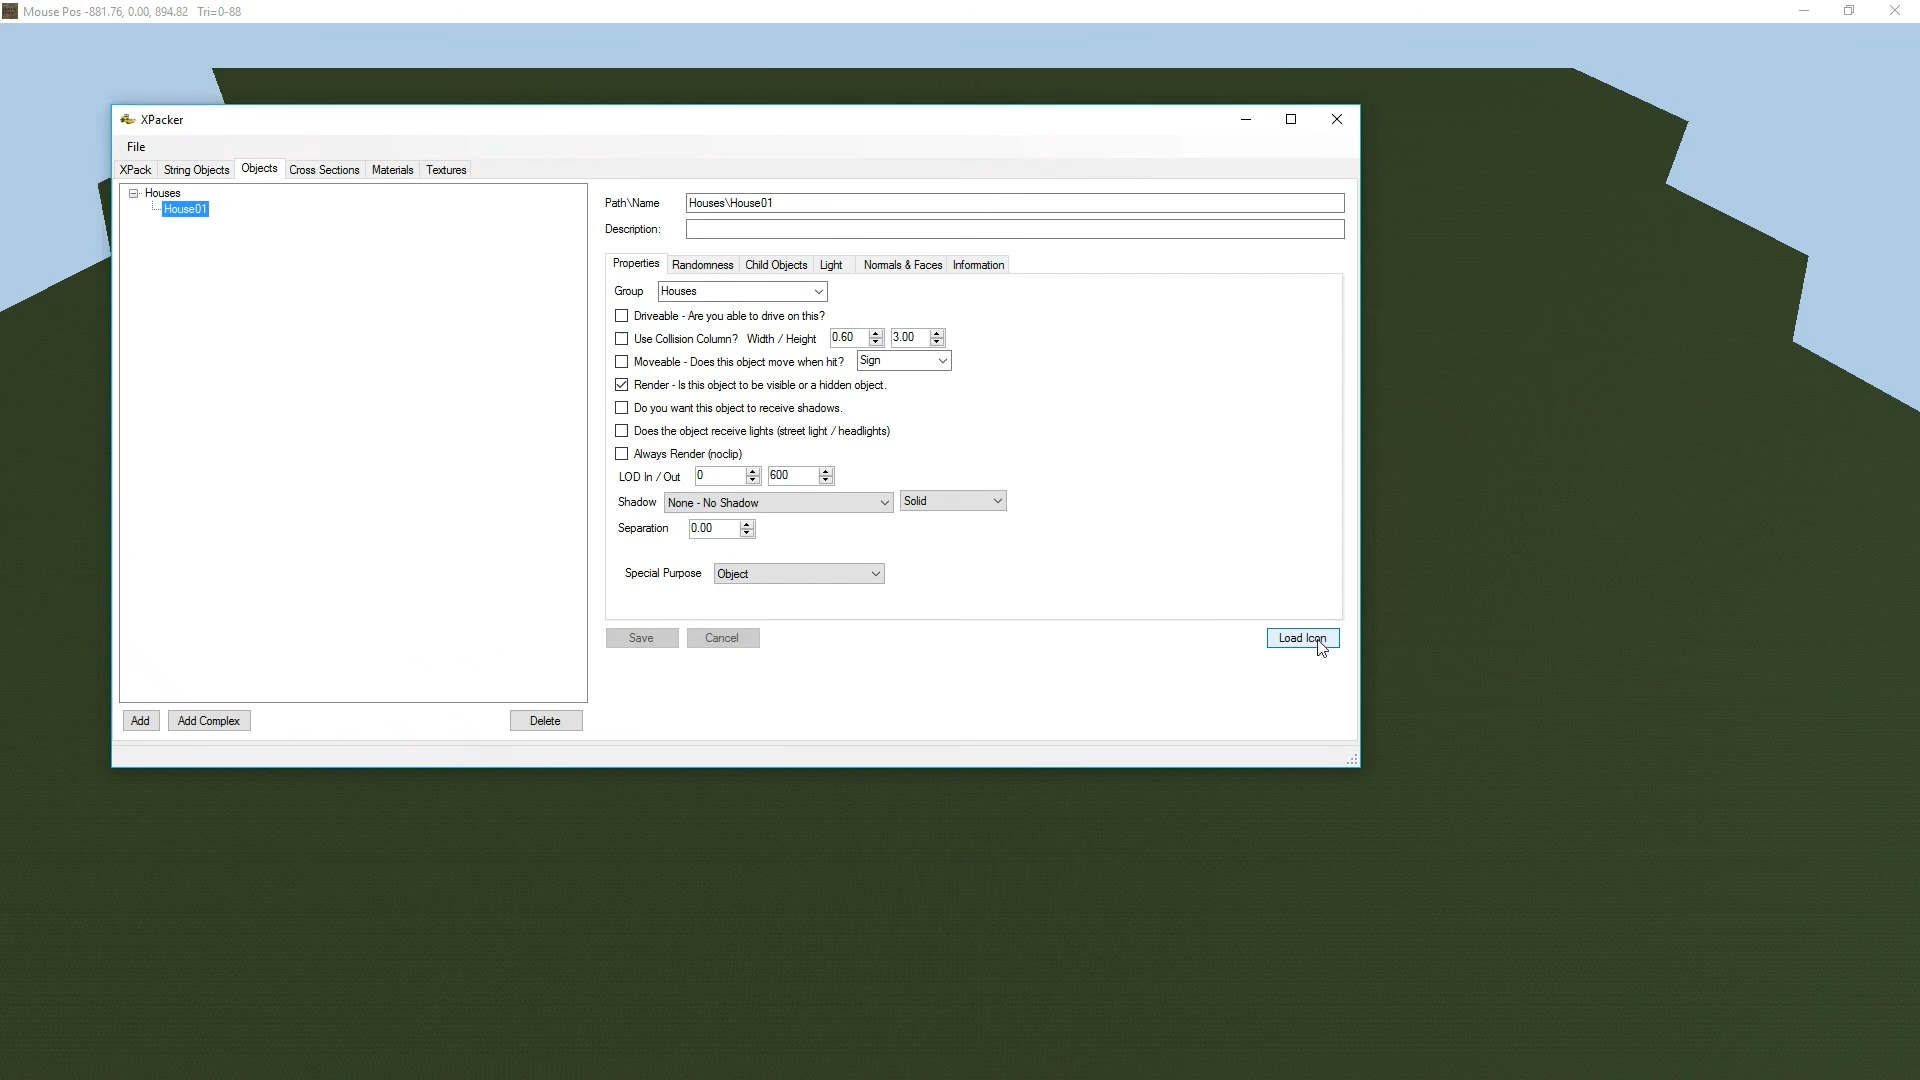 Mouse Pos -881.76, 0.00, 894.82 Tri=0-88
XPacker
File
XPack String Objects Objects Cross Sections Materials Textures
Houses
House01
Path\Name Houses\House01
Description:
Properties Randomness Child Objects Light Normals & Faces Information
Group Houses
Driveable - Are you able to drive on this?
Use Collision Column? Width / Height 0.60 3.00
Moveable - Does this object move when hit? Sign
Render - Is this object to be visible or a hidden object.
Do you want this object to receive shadows.
Does the object receive lights (street light / headlights)
Always Render (noclip)
LOD In / Out 0 600
Shadow None - No Shadow Solid
Separation 0.00
Special Purpose Object
Save Cancel Load Icon
Add Add Complex Delete